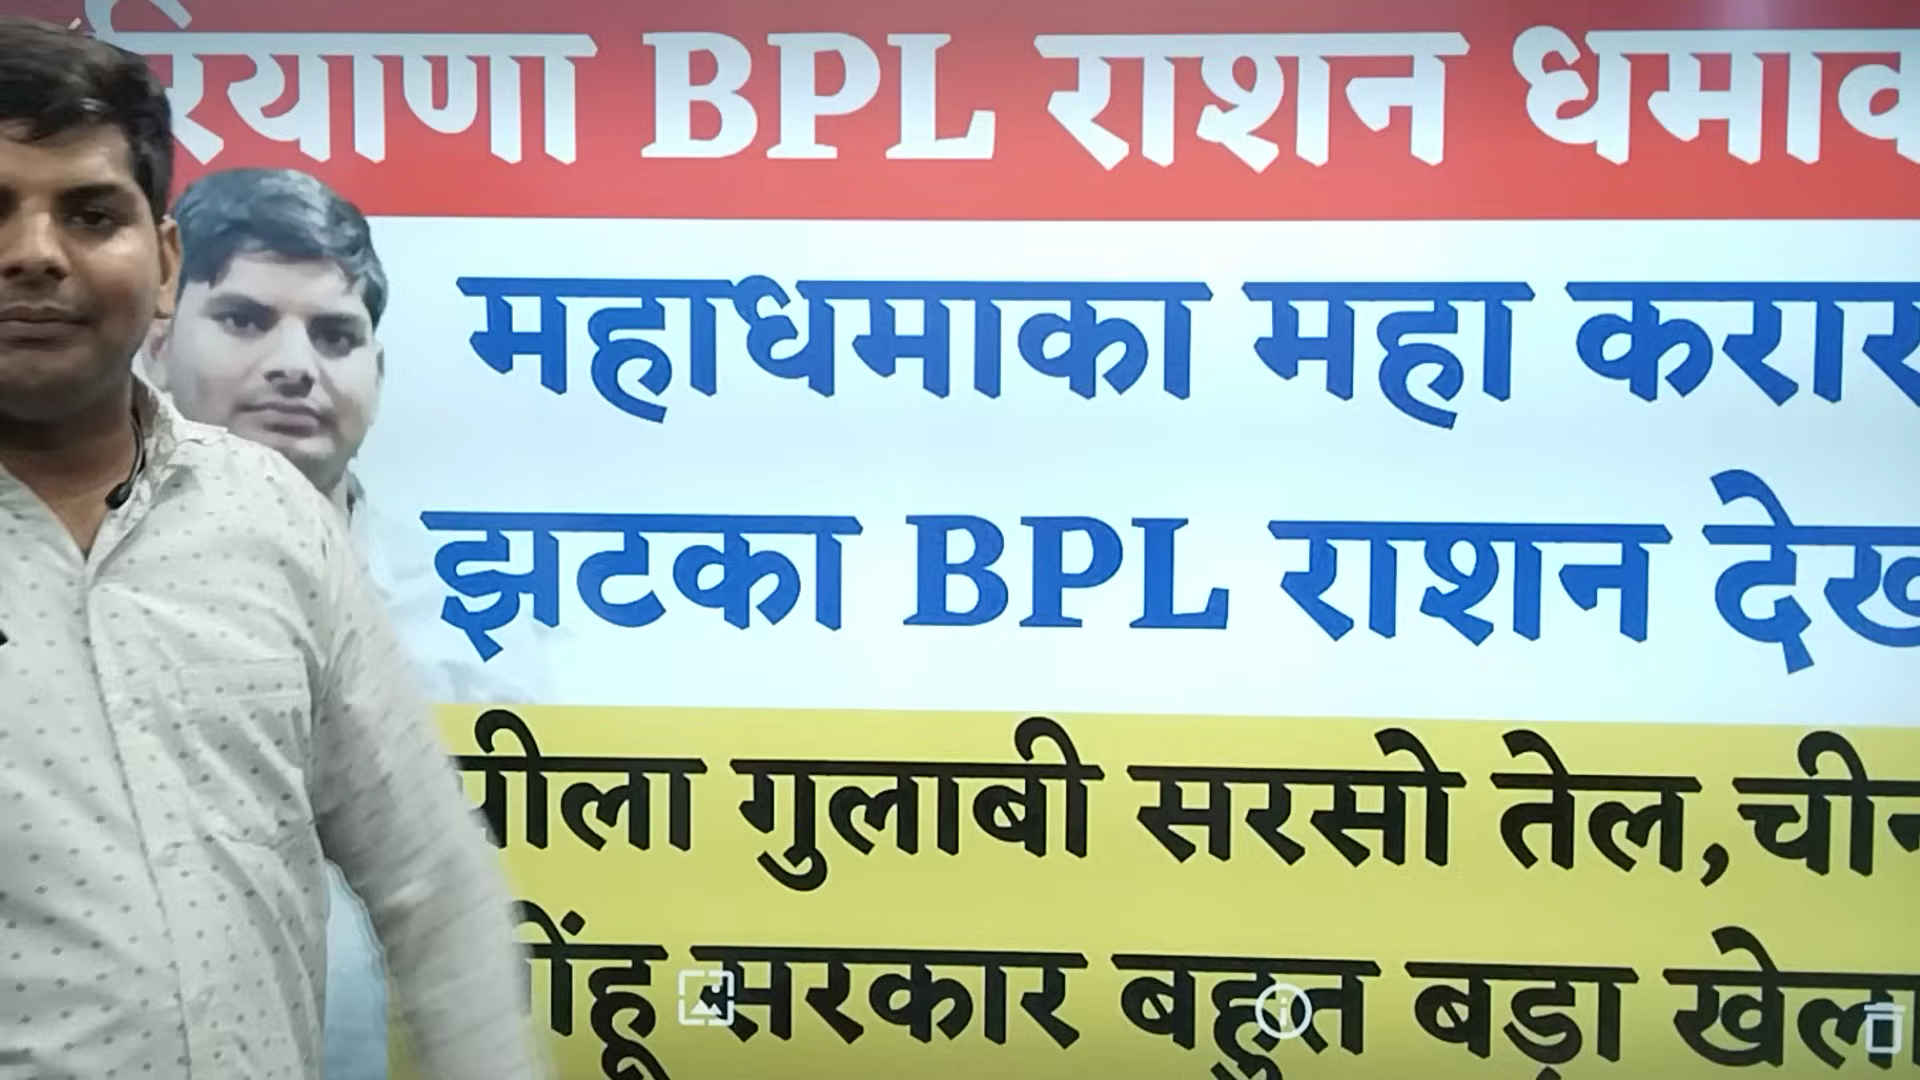 रियाणा BPL राशन धमाक
महाधमाका महा करार
झटका BPL राशन देख
पीला गुलाबी सरसो तेल,चीन
गेंहू सरकार बहुत बड़ा खेल